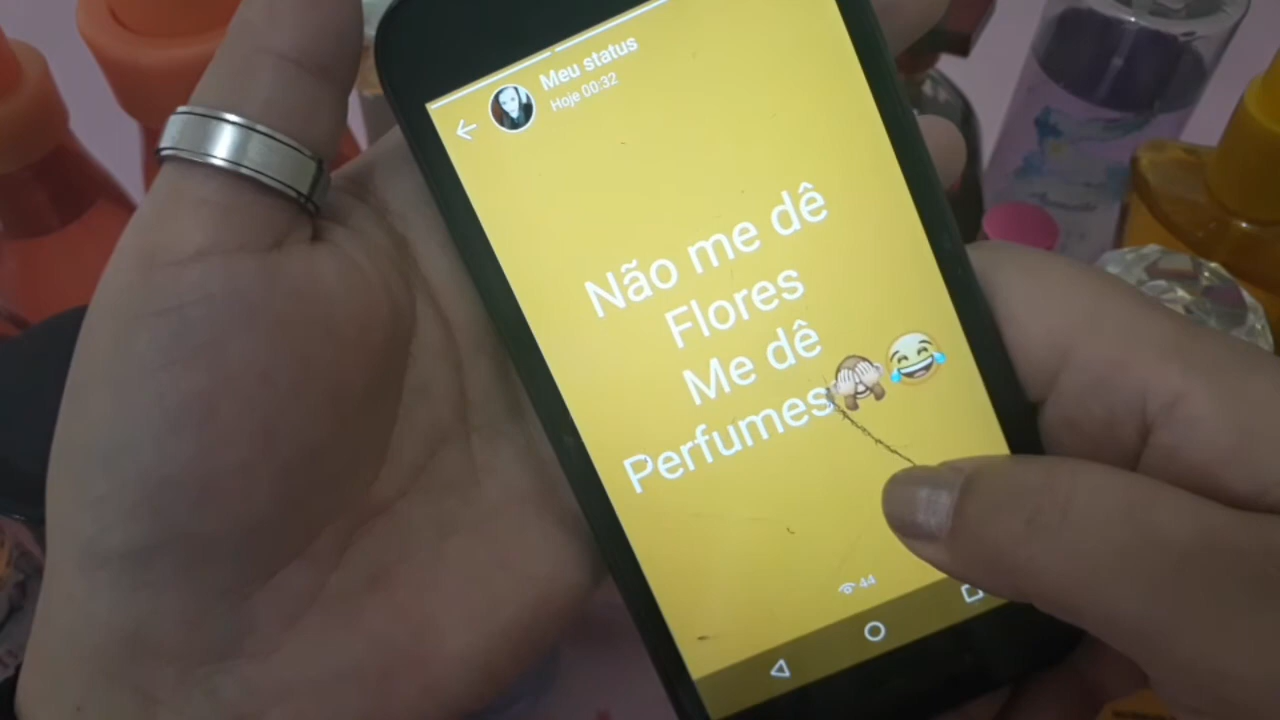 Meu status
Hoje 00:32
Não me dê
Flores
Me dê
Perfumes🙈😂
44